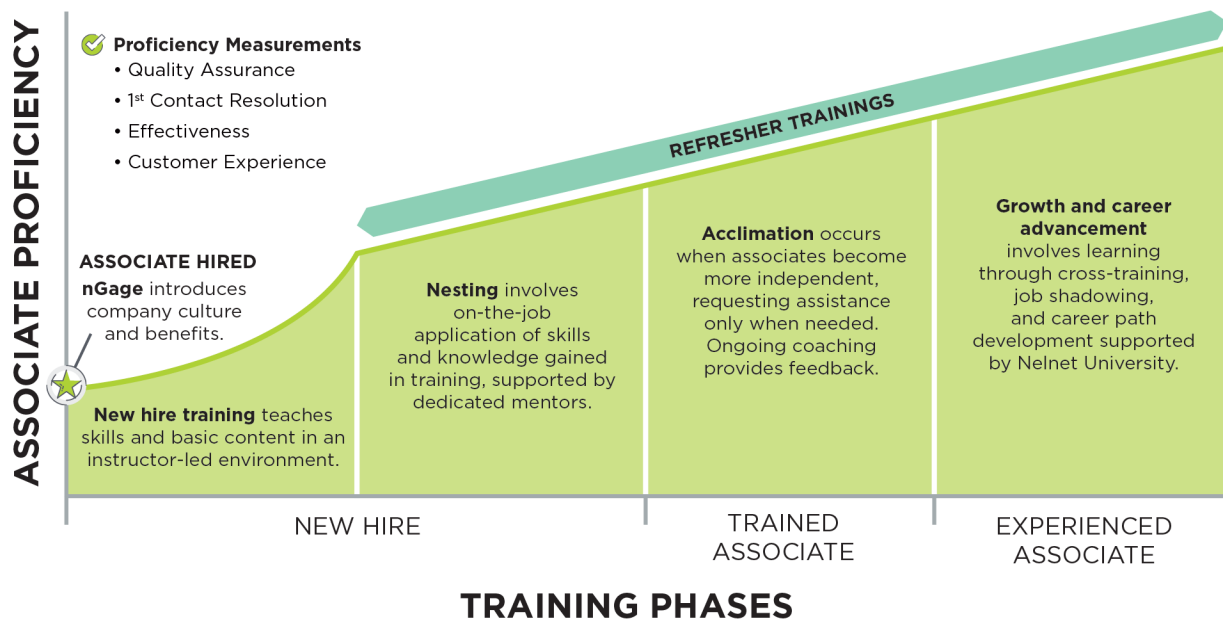 ASSOCIATE PROFICIENCY
Proficiency Measurements
• Quality Assurance
• 1st Contact Resolution
• Effectiveness
• Customer Experience
REFRESHER TRAININGS
ASSOCIATE HIRED
nGage introduces
company culture
and benefits.
New hire training teaches
skills and basic content in an
instructor-led environment.
Nesting involves
on-the-job
application of skills
and knowledge gained
in training, supported by
dedicated mentors.
Acclimation occurs
when associates become
more independent,
requesting assistance
only when needed.
Ongoing coaching
provides feedback.
Growth and career
advancement
involves learning
through cross-training,
job shadowing,
and career path
development supported
by Nelnet University.
NEW HIRE
TRAINED
ASSOCIATE
EXPERIENCED
ASSOCIATE
TRAINING PHASES